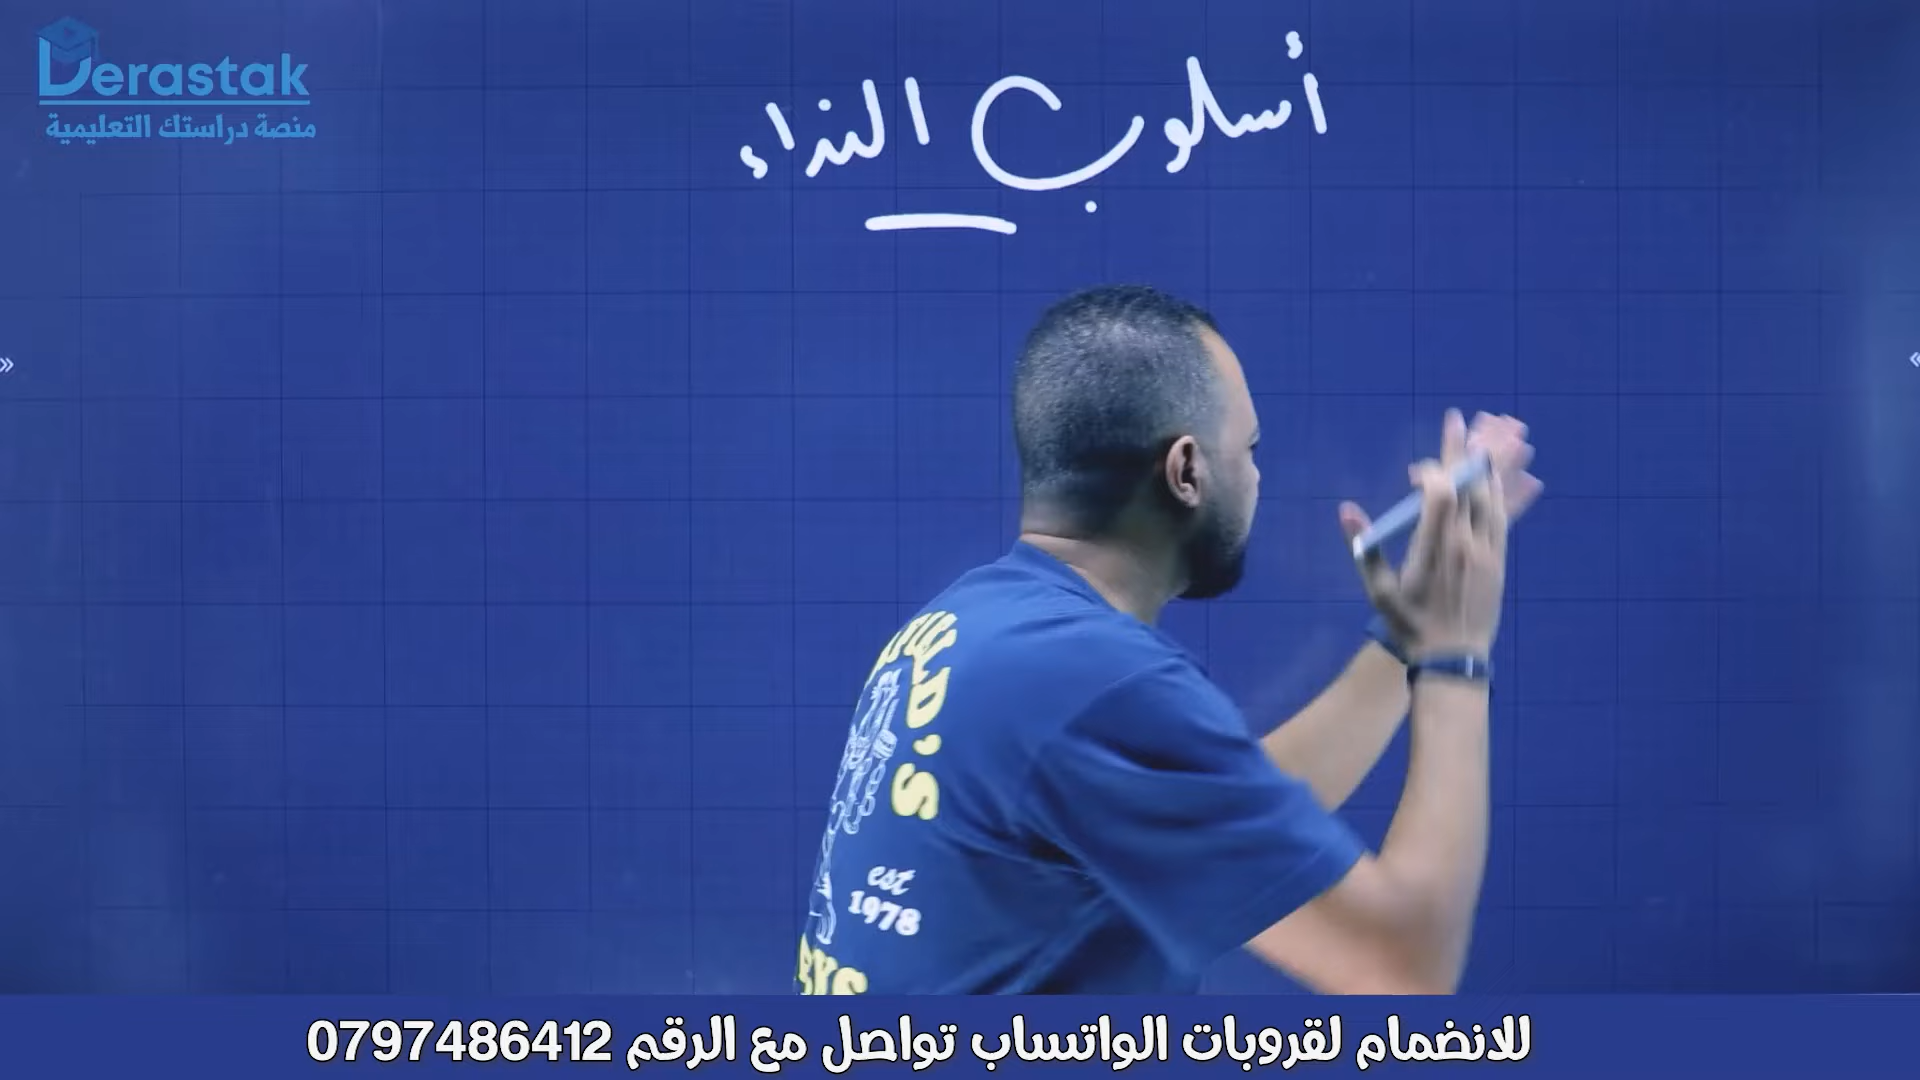 Derastak
منصة دراستك التعليمية
أسلوب النداء
est
1978
للانضمام لقروبات الواتساب تواصل مع الرقم 0797486412